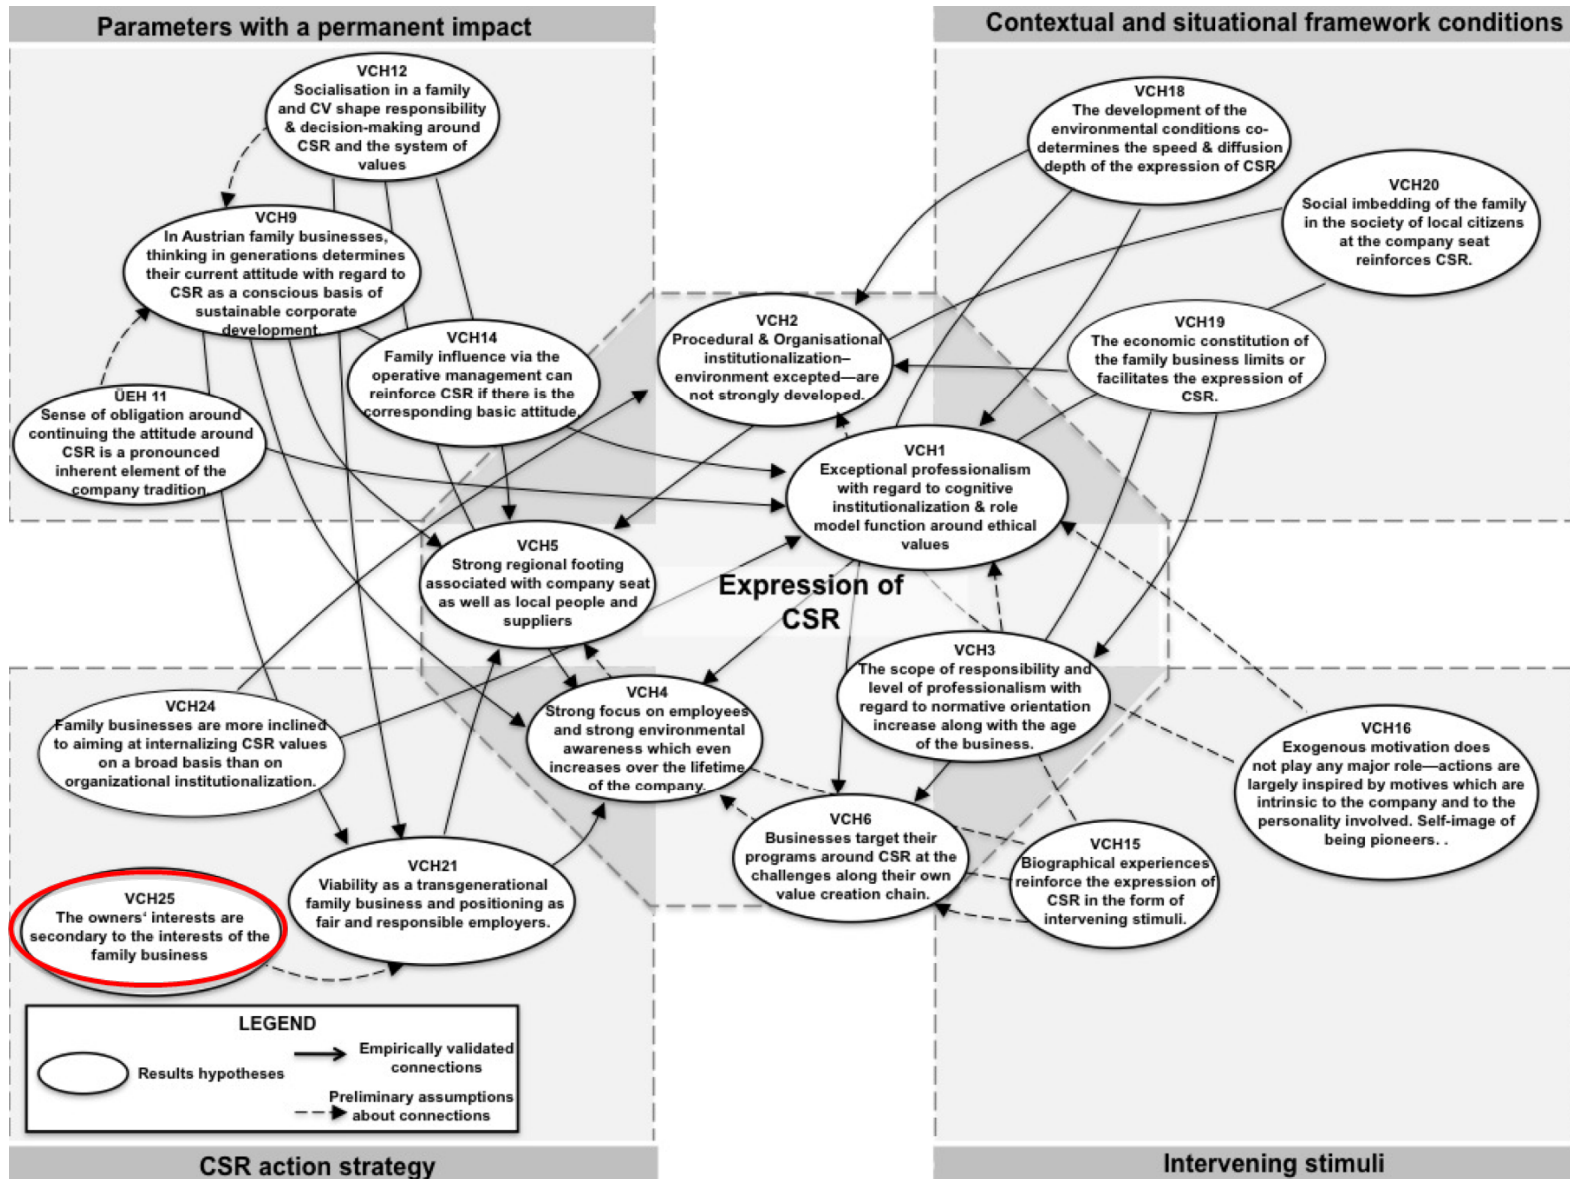 Parameters with a permanent impact
Contextual and situational framework conditions
VCH12
Socialisation in a family
and CV shape responsibility
& decision-making around
CSR and the system of
values
VCH18
The development of the
environmental conditions co-
determines the speed & diffusion
depth of the expression of CSR
VCH20
Social imbedding of the family
in the society of local citizens
at the company seat
reinforces CSR.
VCH9
In Austrian family businesses,
thinking in generations determines
their current attitude with regard to
CSR as a conscious basis of
sustainable corporate
development.
VCH14
Family influence via the
operative management can
reinforce CSR if there is the
corresponding basic attitude.
VCH2
Procedural & Organisational
institutionalization–
environment excepted—are
not strongly developed.
VCH19
The economic constitution
of the family business limits or
facilitates the expression of
CSR.
ÜEH 11
Sense of obligation around
continuing the attitude around
CSR is a pronounced
inherent element of the
company tradition.
VCH1
Exceptional professionalism
with regard to cognitive
institutionalization & role
model function around ethical
values
VCH5
Strong regional footing
associated with company seat
as well as local people and
suppliers
Expression of
CSR
VCH3
The scope of responsibility and
level of professionalism with
regard to normative orientation
increase along with the age
of the business.
VCH24
Family businesses are more inclined
to aiming at internalizing CSR values
on a broad basis than on
organizational institutionalization.
VCH4
Strong focus on employees
and strong environmental
awareness which even
increases over the lifetime
of the company.
VCH16
Exogenous motivation does
not play any major role—actions are
largely inspired by motives which are
intrinsic to the company and to the
personality involved. Self-image of
being pioneers. .
VCH6
Businesses target their
programs around CSR at the
challenges along their own
value creation chain.
VCH15
Biographical experiences
reinforce the expression of
CSR in the form of
intervening stimuli.
VCH21
Viability as a transgenerational
family business and positioning as
fair and responsible employers.
VCH25
The owners' interests are
secondary to the interests of the
family business
LEGEND
Results hypotheses
Empirically validated
connections
Preliminary assumptions
about connections
CSR action strategy
Intervening stimuli